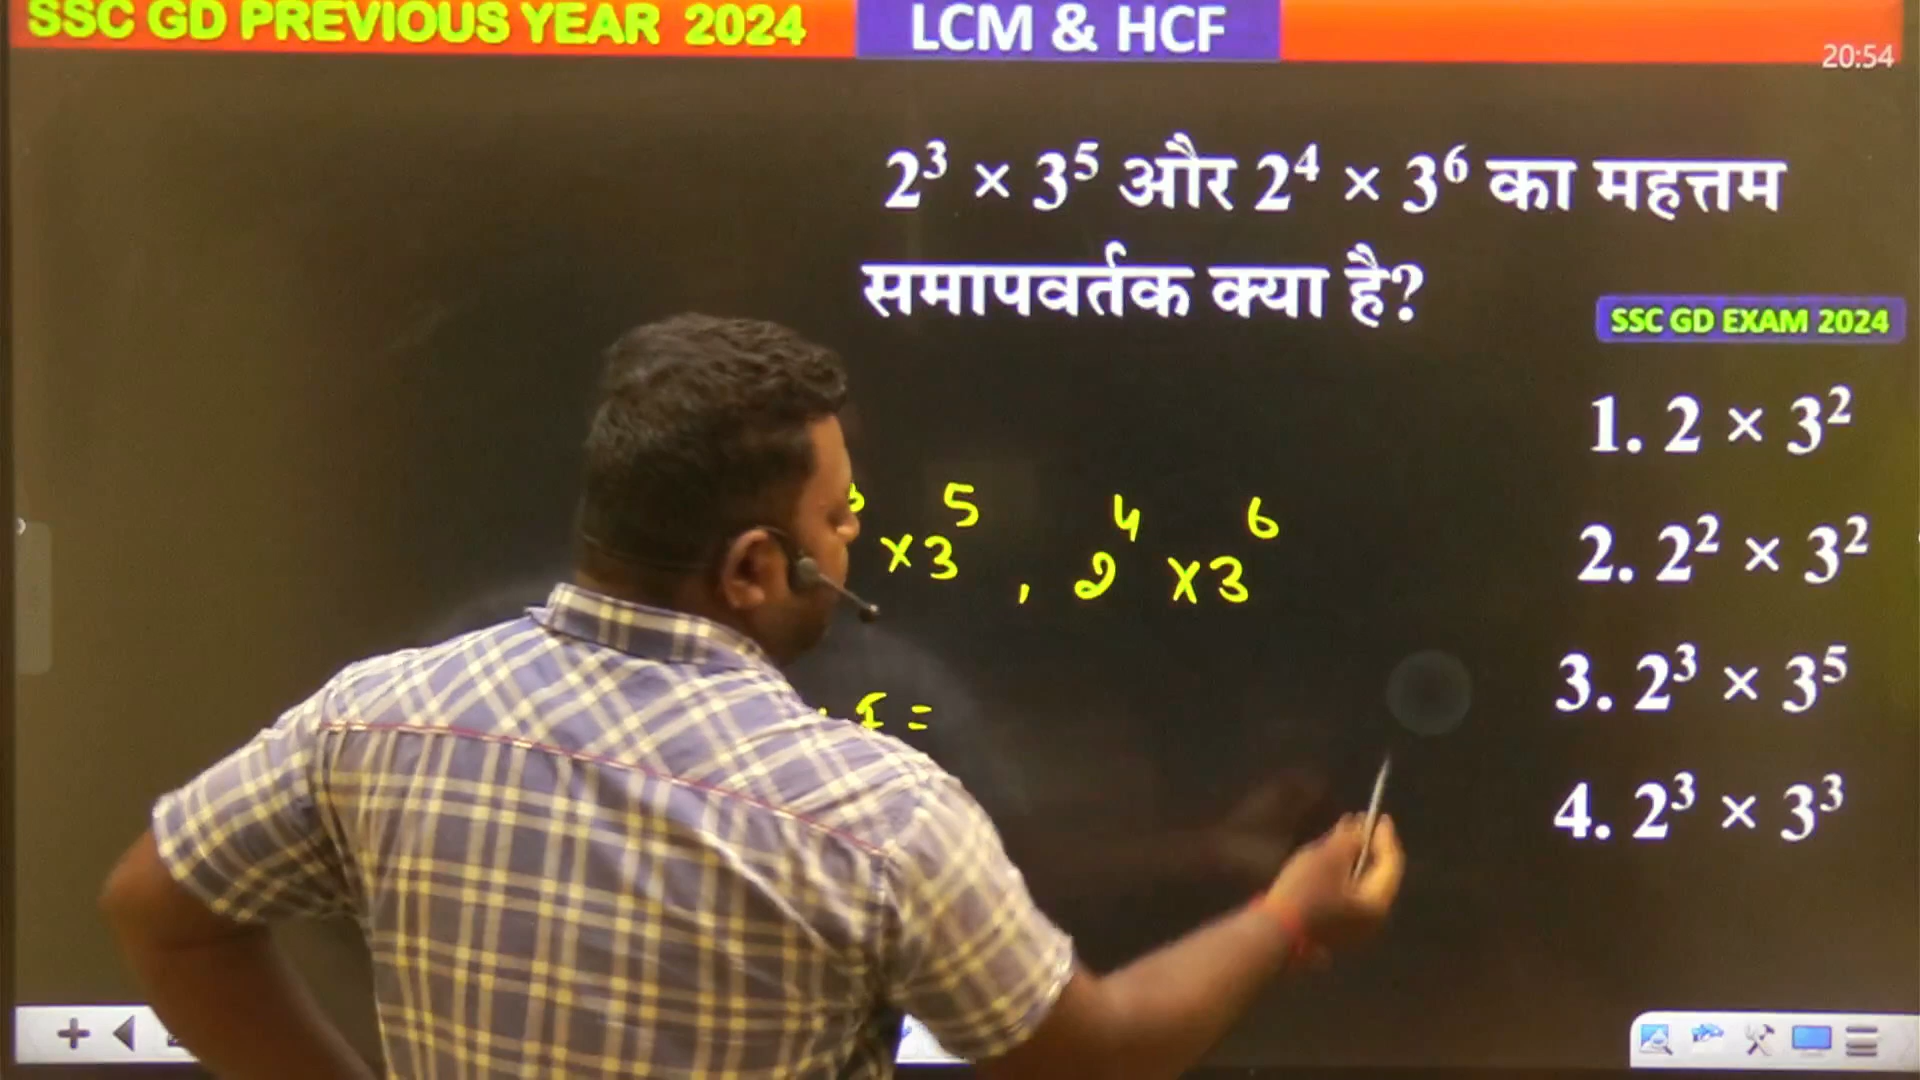 SSC GD PREVIOUS YEAR 2024
LCM & HCF
20:54
2³ × 3⁵ और 2⁴ × 3⁶ का महत्तम
समापवर्तक क्या है?
SSC GD EXAM 2024
1. 2 × 3²
2. 2² × 3²
3. 2³ × 3⁵
4. 2³ × 3³
×3⁵ , 2⁴ ×3⁶
=